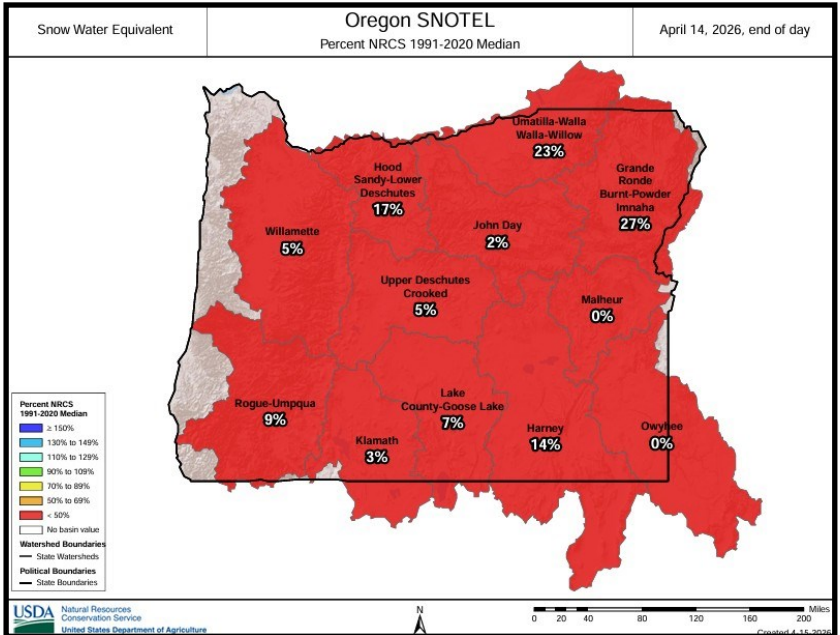 Snow Water Equivalent
Oregon SNOTEL
Percent NRCS 1991-2020 Median
April 14, 2026, end of day
Umatilla-Walla
Walla-Willow
23%
Hood
Sandy-Lower
Deschutes
17%
Grande
Ronde
Burnt-Powder
Imnaha
27%
Willamette
5%
John Day
2%
Upper Deschutes
Crooked
5%
Malheur
0%
Rogue-Umpqua
9%
Klamath
3%
Lake
County-Goose Lake
7%
Harney
14%
Owyhee
0%
Percent NRCS
1991-2020 Median
≥ 150%
130% to 149%
110% to 129%
90% to 109%
70% to 89%
50% to 69%
< 50%
No basin value
Watershed Boundaries
State Watersheds
Political Boundaries
State Boundaries
USDA
Natural Resources
Conservation Service
United States Department of Agriculture
N
Miles
0 20 40 80 120 160 200
Created 4-15-2026